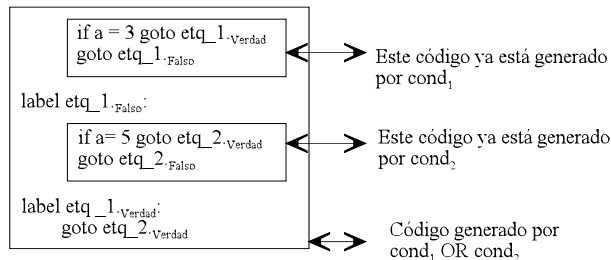 if a = 3 goto etq_1.Verdad
goto etq_1.Falso
Este código ya está generado
por cond1
label etq_1.Falso:
if a= 5 goto etq_2.Verdad
goto etq_2.Falso
Este código ya está generado
por cond2
label etq_1.Verdad:
goto etq_2.Verdad
Código generado por
cond1 OR cond2